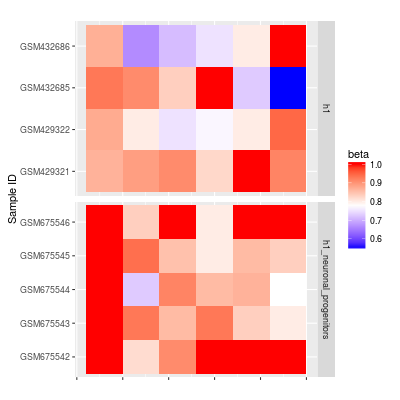 GSM432686
GSM432685
GSM429322
GSM429321
h1
GSM675546
GSM675545
GSM675544
GSM675543
GSM675542
h1_neuronal_progenitors
Sample ID
beta
1.0
0.9
0.8
0.7
0.6